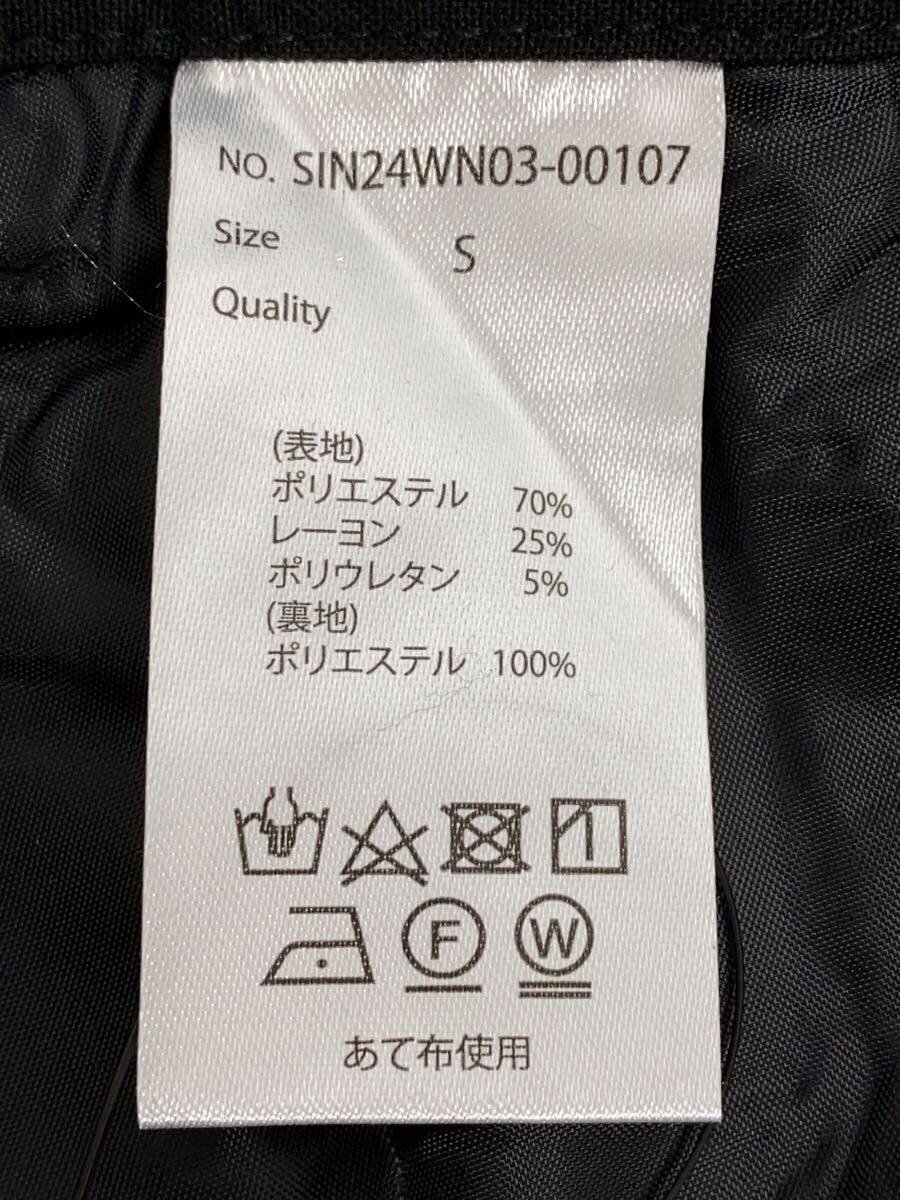 NO. SIN24WN03-00107
Size S
Quality
(表地)
ポリエステル 70%
レーヨン 25%
ポリウレタン 5%
(裏地)
ポリエステル 100%
F W
あて布使用